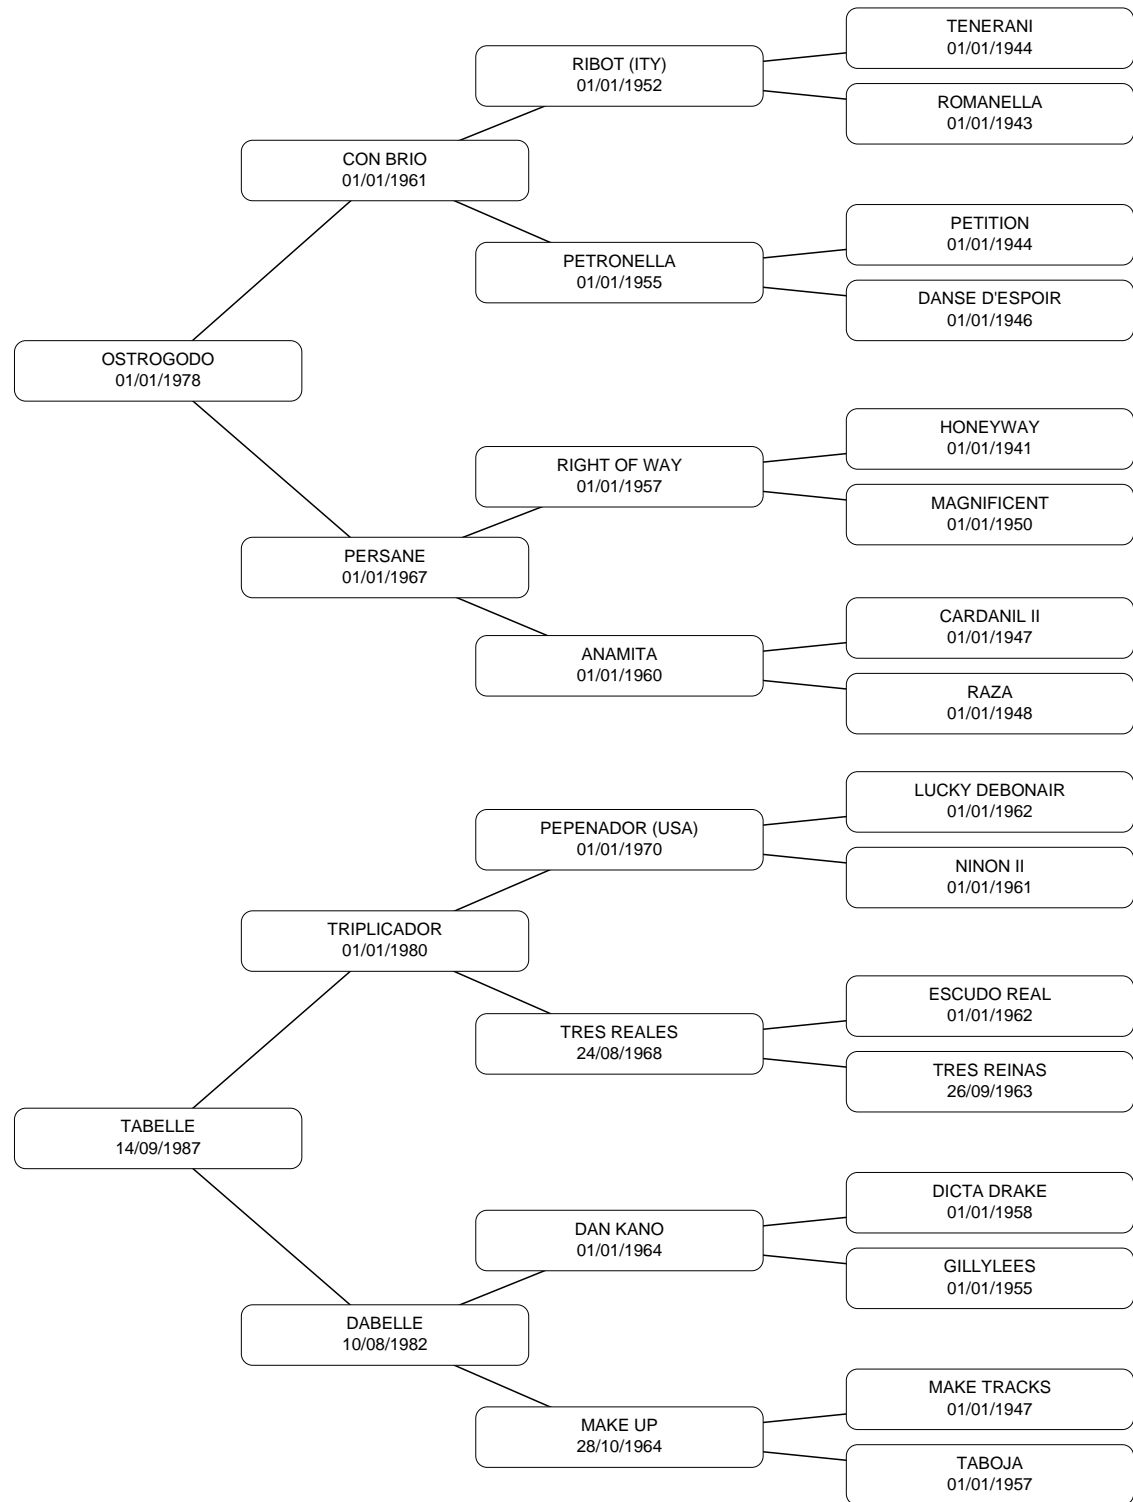 TENERANI
01/01/1944
RIBOT (ITY)
01/01/1952
ROMANELLA
01/01/1943
CON BRIO
01/01/1961
PETITION
01/01/1944
PETRONELLA
01/01/1955
DANSE D'ESPOIR
01/01/1946
OSTROGODO
01/01/1978
HONEYWAY
01/01/1941
RIGHT OF WAY
01/01/1957
MAGNIFICENT
01/01/1950
PERSANE
01/01/1967
CARDANIL II
01/01/1947
ANAMITA
01/01/1960
RAZA
01/01/1948
LUCKY DEBONAIR
01/01/1962
PEPENADOR (USA)
01/01/1970
NINON II
01/01/1961
TRIPLICADOR
01/01/1980
ESCUDO REAL
01/01/1962
TRES REALES
24/08/1968
TRES REINAS
26/09/1963
TABELLE
14/09/1987
DICTA DRAKE
01/01/1958
DAN KANO
01/01/1964
GILLYLEES
01/01/1955
DABELLE
10/08/1982
MAKE TRACKS
01/01/1947
MAKE UP
28/10/1964
TABOJA
01/01/1957